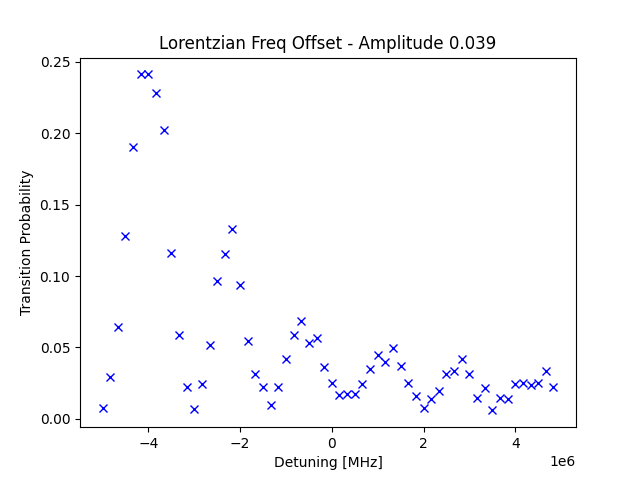 Lorentzian Freq Offset - Amplitude 0.039
0.25
0.20
0.15
0.10
0.05
0.00
Transition Probability
−4
−2
0
2
4
1e6
Detuning [MHz]